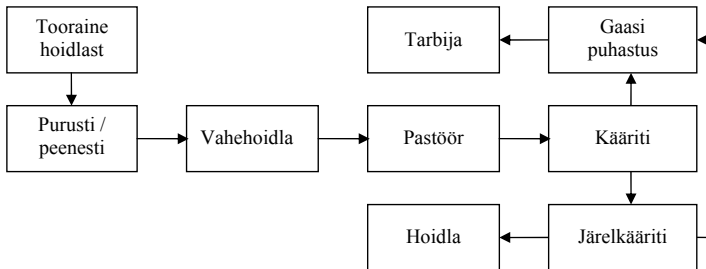 Tooraine
hoidlast
Tarbija
Gaasi
puhastus
Purusti /
peenesti
Vahehoidla
Pastöör
Kääriti
Hoidla
Järelkääriti